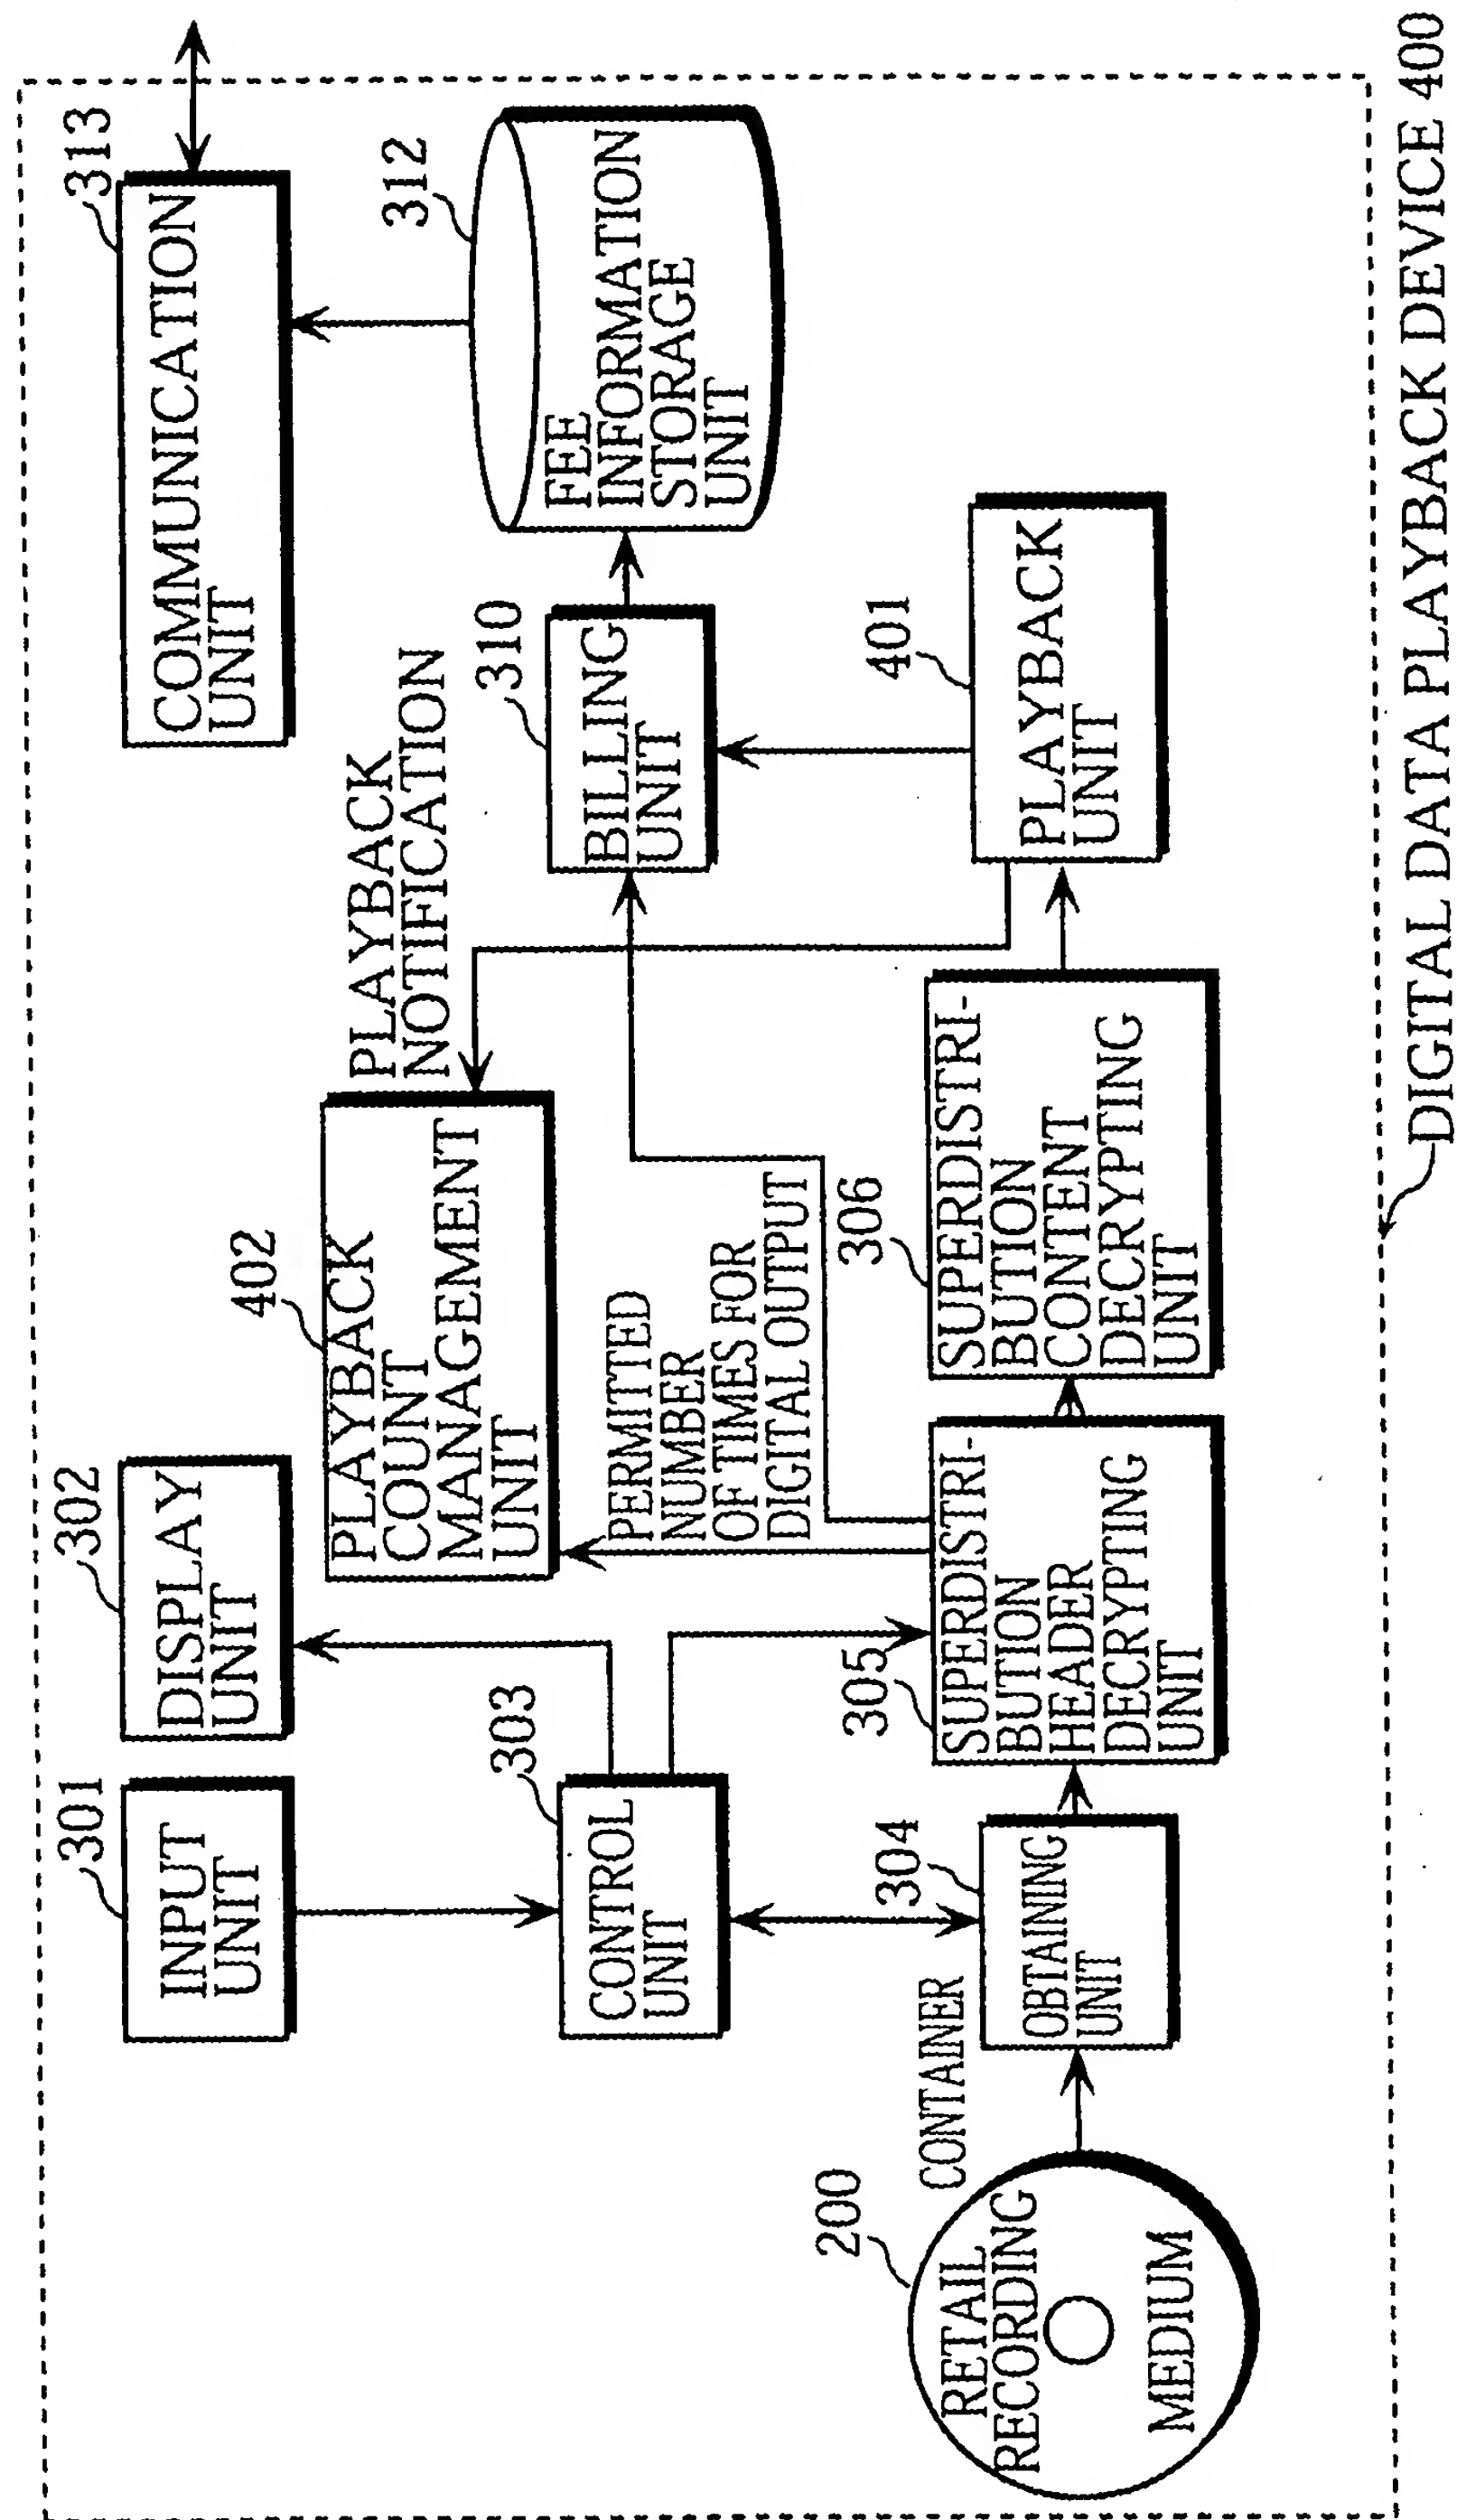 301
INPUT
UNIT
302
DISPLAY
UNIT
313
COMMUNICATION
UNIT
402
PLAYBACK
COUNT
MANAGEMENT
UNIT
PLAYBACK
NOTIFICATION
312
FEE
INFORMATION
STORAGE
UNIT
303
CONTROL
UNIT
310
BILLING
UNIT
PERMITTED
NUMBER
OF TIMES FOR
DIGITAL OUTPUT
200
RETAIL
RECORDING
MEDIUM
CONTAINER
304
OBTAINING
UNIT
305
SUPERDISTRI-
BUTION
HEADER
DECRYPTING
UNIT
306
SUPERDISTRI-
BUTION
CONTENT
DECRYPTING
UNIT
401
PLAYBACK
UNIT
DIGITAL DATA PLAYBACK DEVICE 400